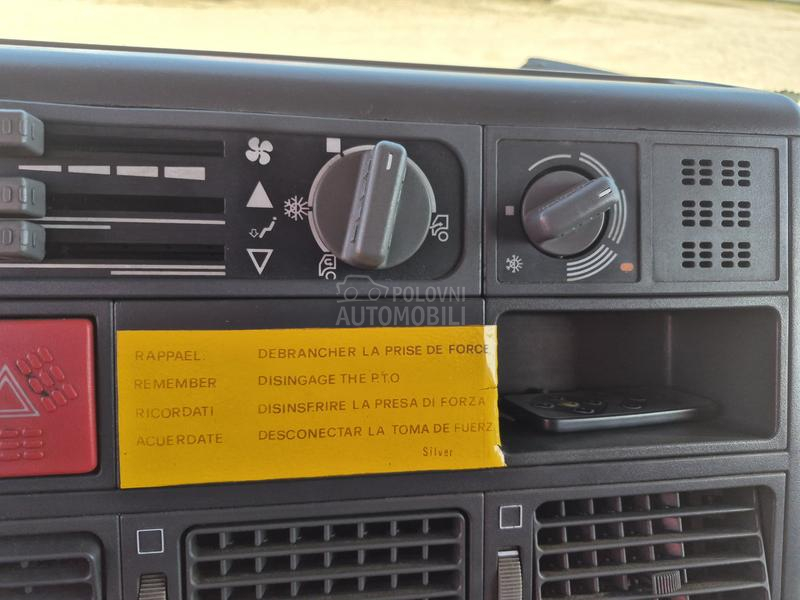 POLOVNI
AUTOMOBILI
RAPPAEL: DEBRANCHER LA PRISE DE FORCE
REMEMBER DISINGAGE THE P.T.O
RICORDATI DISINSERIRE LA PRESA DI FORZA
ACUERDATE DESCONECTAR LA TOMA DE FUERZ
Silver